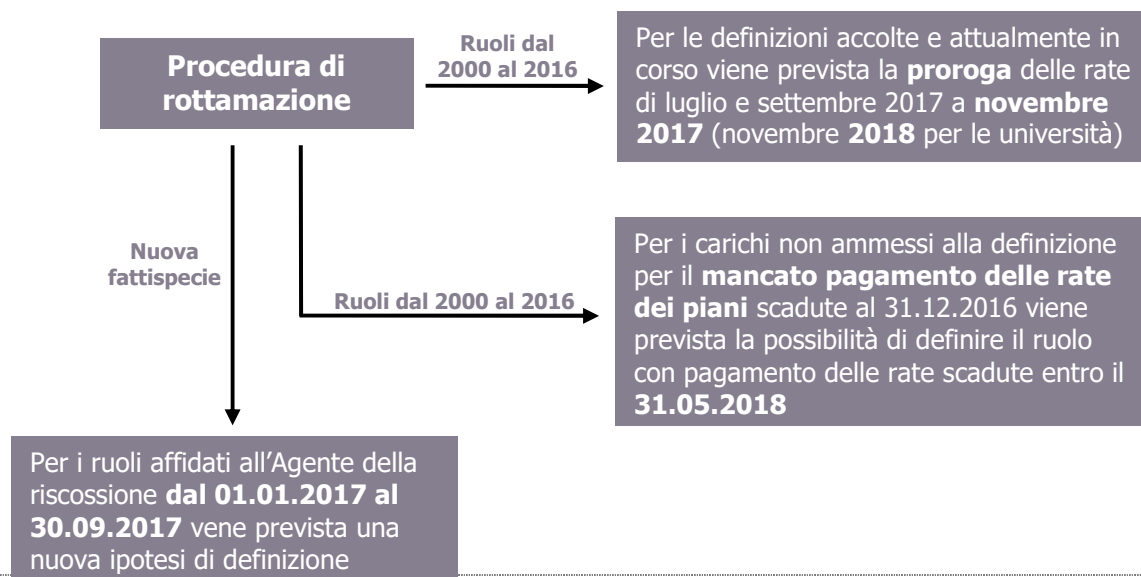 Procedura di
rottamazione
Ruoli dal
2000 al 2016
Per le definizioni accolte e attualmente in
corso viene prevista la proroga delle rate
di luglio e settembre 2017 a novembre
2017 (novembre 2018 per le università)
Nuova
fattispecie
Ruoli dal 2000 al 2016
Per i carichi non ammessi alla definizione
per il mancato pagamento delle rate
dei piani scadute al 31.12.2016 viene
prevista la possibilità di definire il ruolo
con pagamento delle rate scadute entro il
31.05.2018
Per i ruoli affidati all’Agente della
riscossione dal 01.01.2017 al
30.09.2017 vene prevista una
nuova ipotesi di definizione